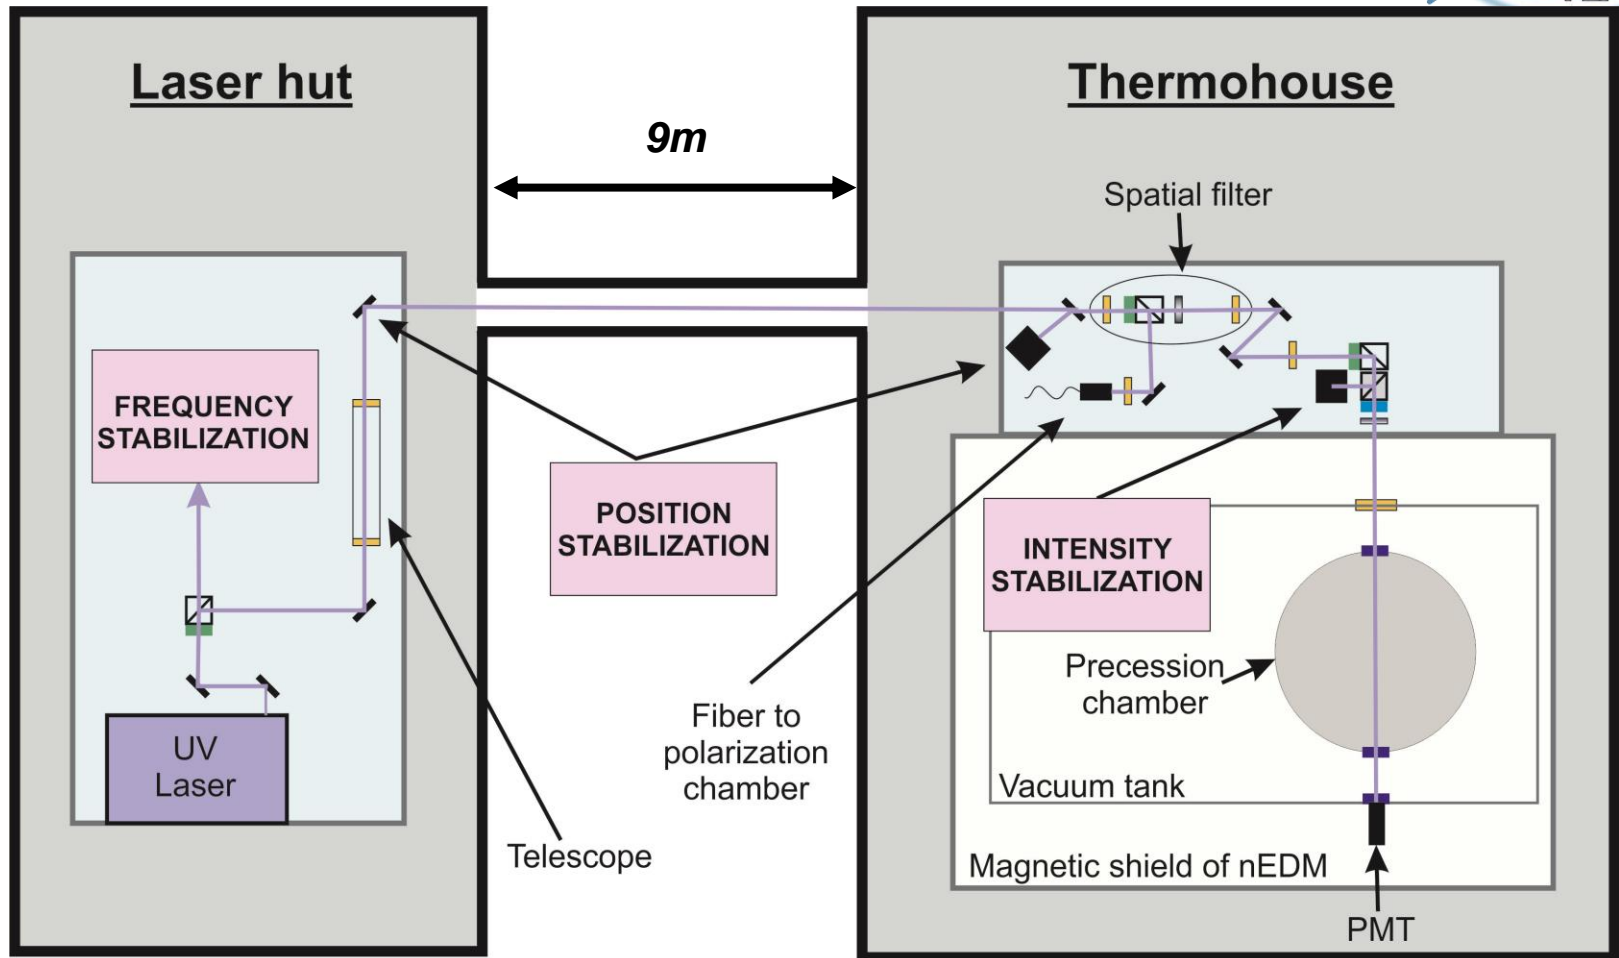 Laser hut
Thermohouse
9m
Spatial filter
FREQUENCY
STABILIZATION
POSITION
STABILIZATION
INTENSITY
STABILIZATION
Precession
chamber
UV
Laser
Fiber to
polarization
chamber
Vacuum tank
Telescope
Magnetic shield of nEDM
PMT